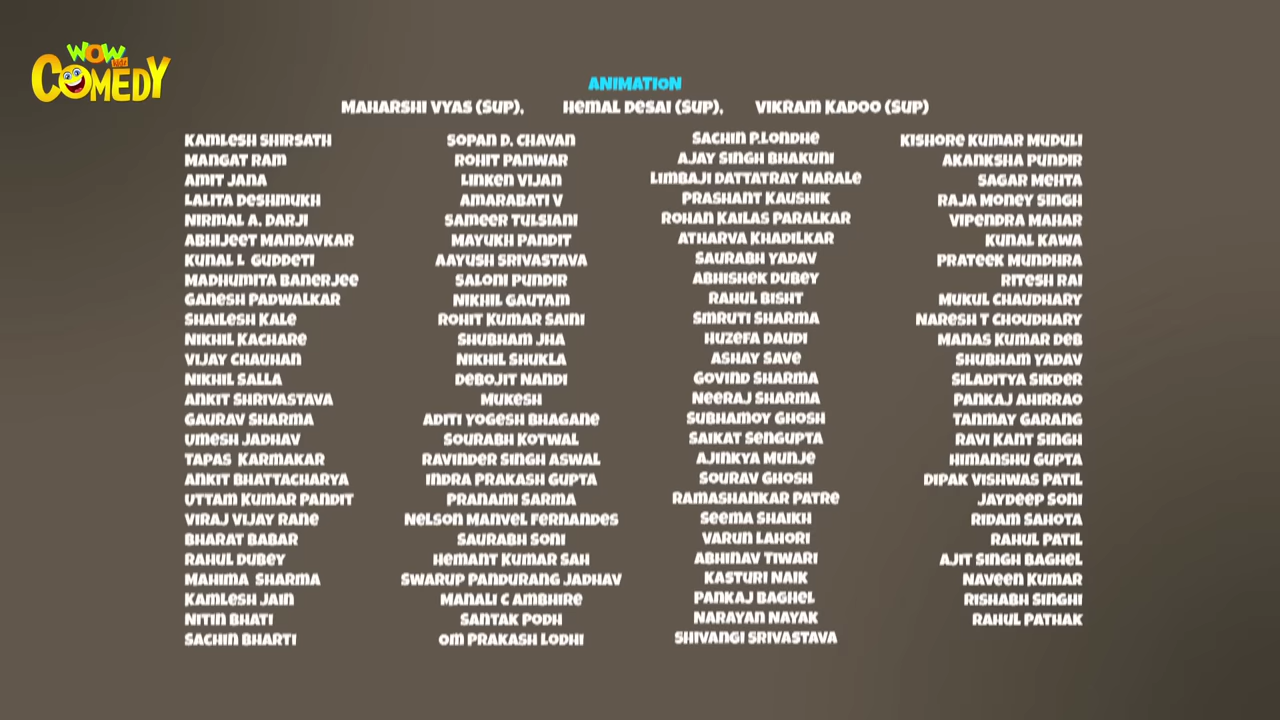 WOW
KIDZ
COMEDY
ANIMATION
MAHARSHI VYAS (SUP), HEMAL DESAI (SUP), VIKRAM KADOO (SUP)
KAMLESH SHIRSATH SOPAN D. CHAVAN SACHIN P.LONDHE KISHORE KUMAR MUDULI
MANGAT RAM ROHIT PANWAR AJAY SINGH BHAKUNI AKANKSHA PUNDIR
AMIT JANA LINKEN VIJAN LIMBAJI DATTATRAY NARALE SAGAR MEHTA
LALITA DESHMUKH AMARABATI V PRASHANT KAUSHIK RAJA MONEY SINGH
NIRMAL A. DARJI SAMEER TULSIANI ROHAN KAILAS PARALKAR VIPENDRA MAHAR
ABHIJEET MANDAVKAR MAYUKH PANDIT ATHARVA KHADILKAR KUNAL KAWA
KUNAL L GUDDETI AAYUSH SRIVASTAVA SAURABH YADAV PRATEEK MUNDHRA
MADHUMITA BANERJEE SALONI PUNDIR ABHISHEK DUBEY RITESH RAI
GANESH PADWALKAR NIKHIL GAUTAM RAHUL BISHT MUKUL CHAUDHARY
SHAILESH KALE ROHIT KUMAR SAINI SMRUTI SHARMA NARESH T CHOUDHARY
NIKHIL KACHARE SHUBHAM JHA HUZEFA DAUDI MANAS KUMAR DEB
VIJAY CHAUHAN NIKHIL SHUKLA ASHAY SAVE SHUBHAM YADAV
NIKHIL SALLA DEBOJIT NANDI GOVIND SHARMA SILADITYA SIKDER
ANKIT SHRIVASTAVA MUKESH NEERAJ SHARMA PANKAJ AHIRRAO
GAURAV SHARMA ADITI YOGESH BHAGANE SUBHAMOY GHOSH TANMAY GARANG
UMESH JADHAV SOURABH KOTWAL SAIKAT SENGUPTA RAVI KANT SINGH
TAPAS KARMAKAR RAVINDER SINGH ASWAL AJINKYA MUNJE HIMANSHU GUPTA
ANKIT BHATTACHARYA INDRA PRAKASH GUPTA SOURAV GHOSH DIPAK VISHWAS PATIL
UTTAM KUMAR PANDIT PRANAMI SARMA RAMASHANKAR PATRE JAYDEEP SONI
VIRAJ VIJAY RANE NELSON MANVEL FERNANDES SEEMA SHAIKH RIDAM SAHOTA
BHARAT BABAR SAURABH SONI VARUN LAHORI RAHUL PATIL
RAHUL DUBEY HEMANT KUMAR SAH ABHINAV TIWARI AJIT SINGH BAGHEL
MAHIMA SHARMA SWARUP PANDURANG JADHAV KASTURI NAIK NAVEEN KUMAR
KAMLESH JAIN MANALI C AMBHIRE PANKAJ BAGHEL RISHABH SINGHI
NITIN BHATI SANTAK PODH NARAYAN NAYAK RAHUL PATHAK
SACHIN BHARTI OM PRAKASH LODHI SHIVANGI SRIVASTAVA